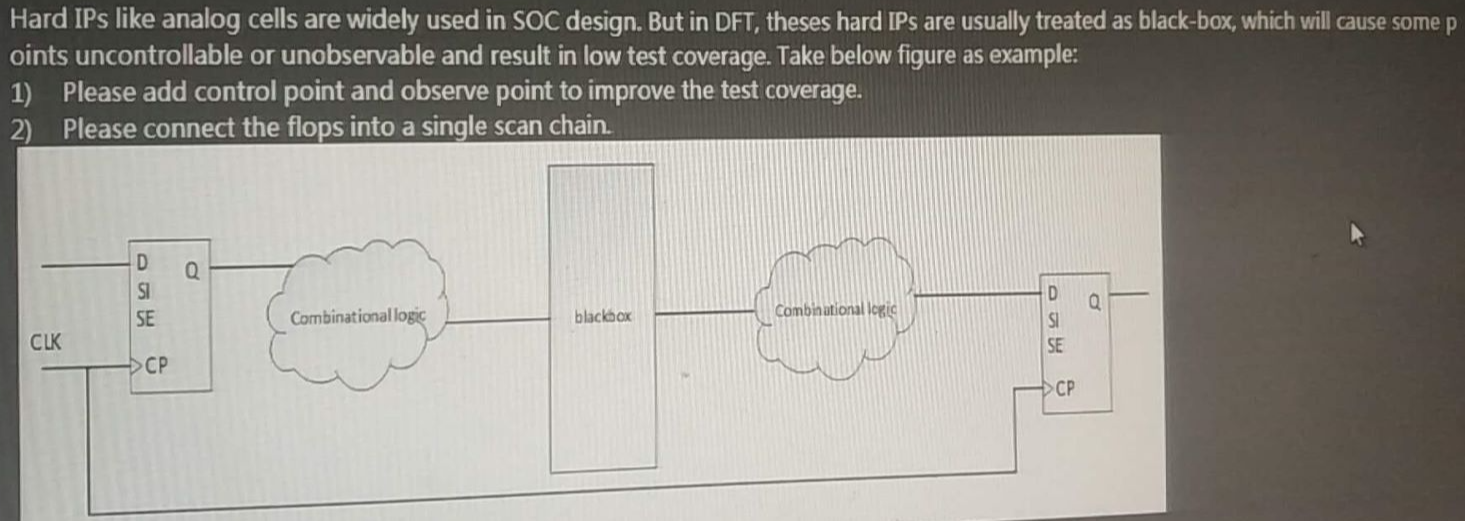 Hard IPs like analog cells are widely used in SOC design. But in DFT, theses hard IPs are usually treated as black-box, which will cause some p
oints uncontrollable or unobservable and result in low test coverage. Take below figure as example:
1) Please add control point and observe point to improve the test coverage.
2) Please connect the flops into a single scan chain.
D
Q
SI
SE
CLK
CP
Combinational logic
blackbox
Combinational logic
D
Q
SI
SE
CP